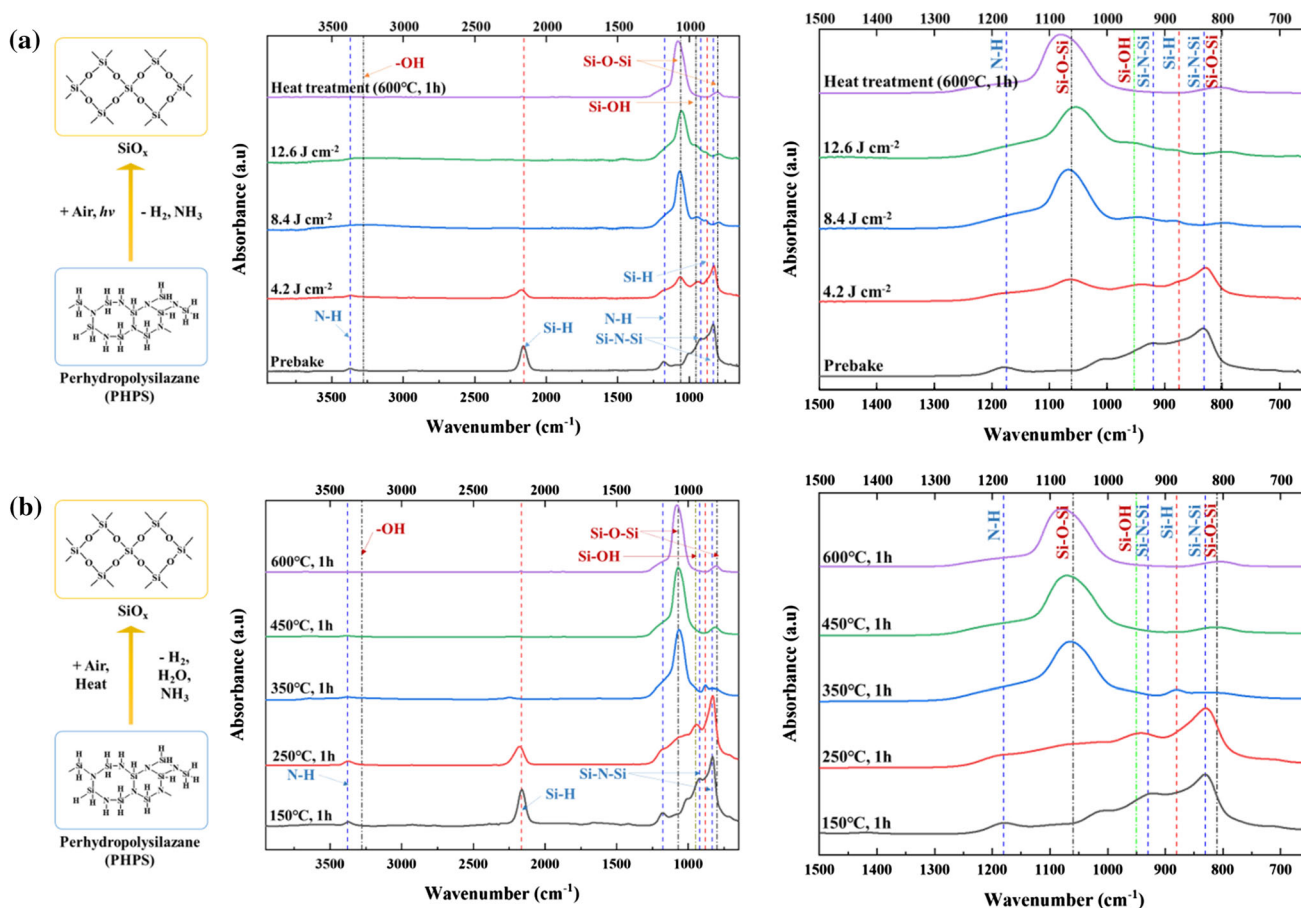 (a)
SiOₓ
+ Air, hν
- H₂, NH₃
Perhydropolysilazane
(PHPS)
3500 3000 2500 2000 1500 1000
-OH
Si-O-Si
Heat treatment (600°C, 1h)
Si-OH
12.6 J cm⁻²
8.4 J cm⁻²
Si-H
4.2 J cm⁻²
N-H
Si-H
N-H
Si-N-Si
Prebake
3500 3000 2500 2000 1500 1000
Wavenumber (cm⁻¹)
Absorbance (a.u)
1500 1400 1300 1200 1100 1000 900 800 700
N-H
Si-O-Si
Si-OH
Si-N-Si
Si-H
Si-N-Si
Si-O-Si
Heat treatment (600°C, 1h)
12.6 J cm⁻²
8.4 J cm⁻²
4.2 J cm⁻²
Prebake
1500 1400 1300 1200 1100 1000 900 800 700
Wavenumber (cm⁻¹)
Absorbance (a.u)
(b)
SiOₓ
+ Air,
Heat
- H₂,
H₂O,
NH₃
Perhydropolysilazane
(PHPS)
3500 3000 2500 2000 1500 1000
-OH
Si-O-Si
Si-OH
600°C, 1h
450°C, 1h
350°C, 1h
250°C, 1h
N-H
Si-N-Si
Si-H
150°C, 1h
3500 3000 2500 2000 1500 1000
Wavenumber (cm⁻¹)
Absorbance (a.u)
1500 1400 1300 1200 1100 1000 900 800 700
N-H
Si-O-Si
Si-OH
Si-N-Si
Si-H
Si-N-Si
Si-O-Si
600°C, 1h
450°C, 1h
350°C, 1h
250°C, 1h
150°C, 1h
1500 1400 1300 1200 1100 1000 900 800 700
Wavenumber (cm⁻¹)
Absorbance (a.u)